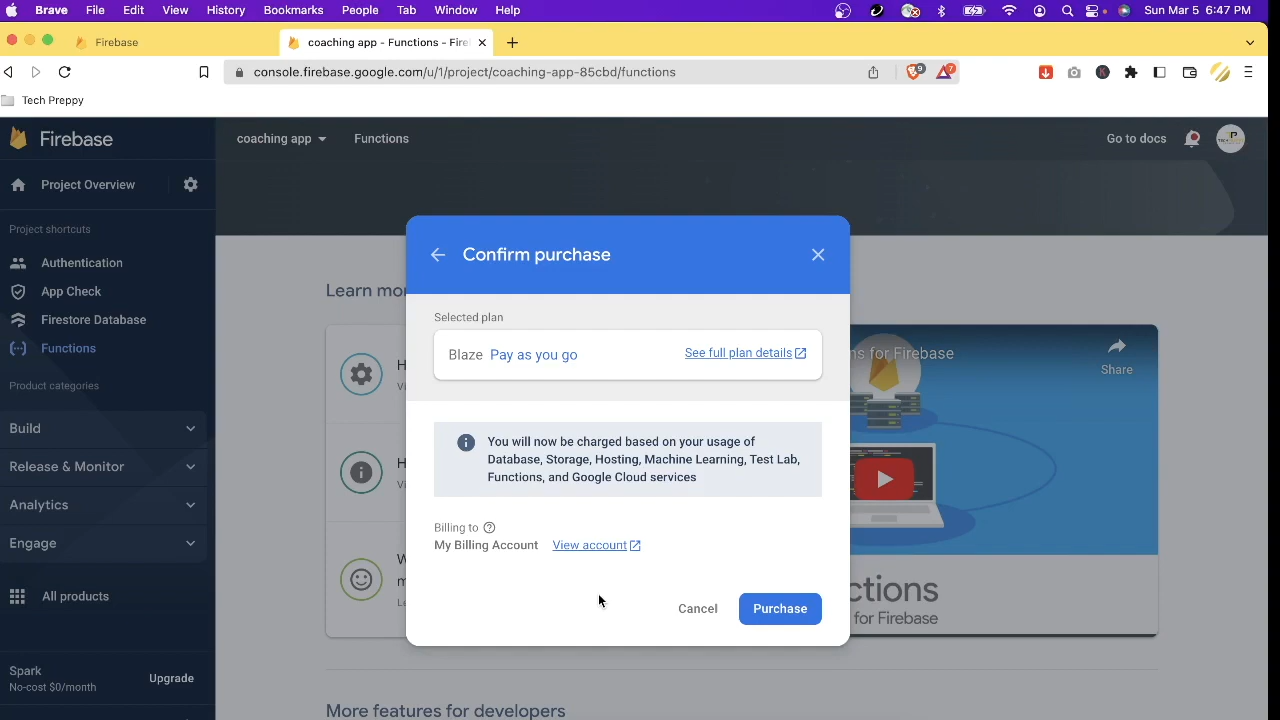 Brave File Edit View History Bookmarks People Tab Window Help Sun Mar 5 6:47 PM
Firebase coaching app - Functions - Fire
console.firebase.google.com/u/1/project/coaching-app-85cbd/functions 9 7
Tech Preppy
Firebase coaching app Functions Go to docs
Project Overview
Project shortcuts
Authentication
App Check
Firestore Database
Functions
Product categories
Build
Release & Monitor
Analytics
Engage
All products
Spark
No-cost $0/month
Upgrade
Learn mo
Confirm purchase
Selected plan
Blaze Pay as you go See full plan details
You will now be charged based on your usage of
Database, Storage, Hosting, Machine Learning, Test Lab,
Functions, and Google Cloud services
Billing to
My Billing Account View account
Cancel Purchase
ns for Firebase
Share
ctions
for Firebase
More features for developers